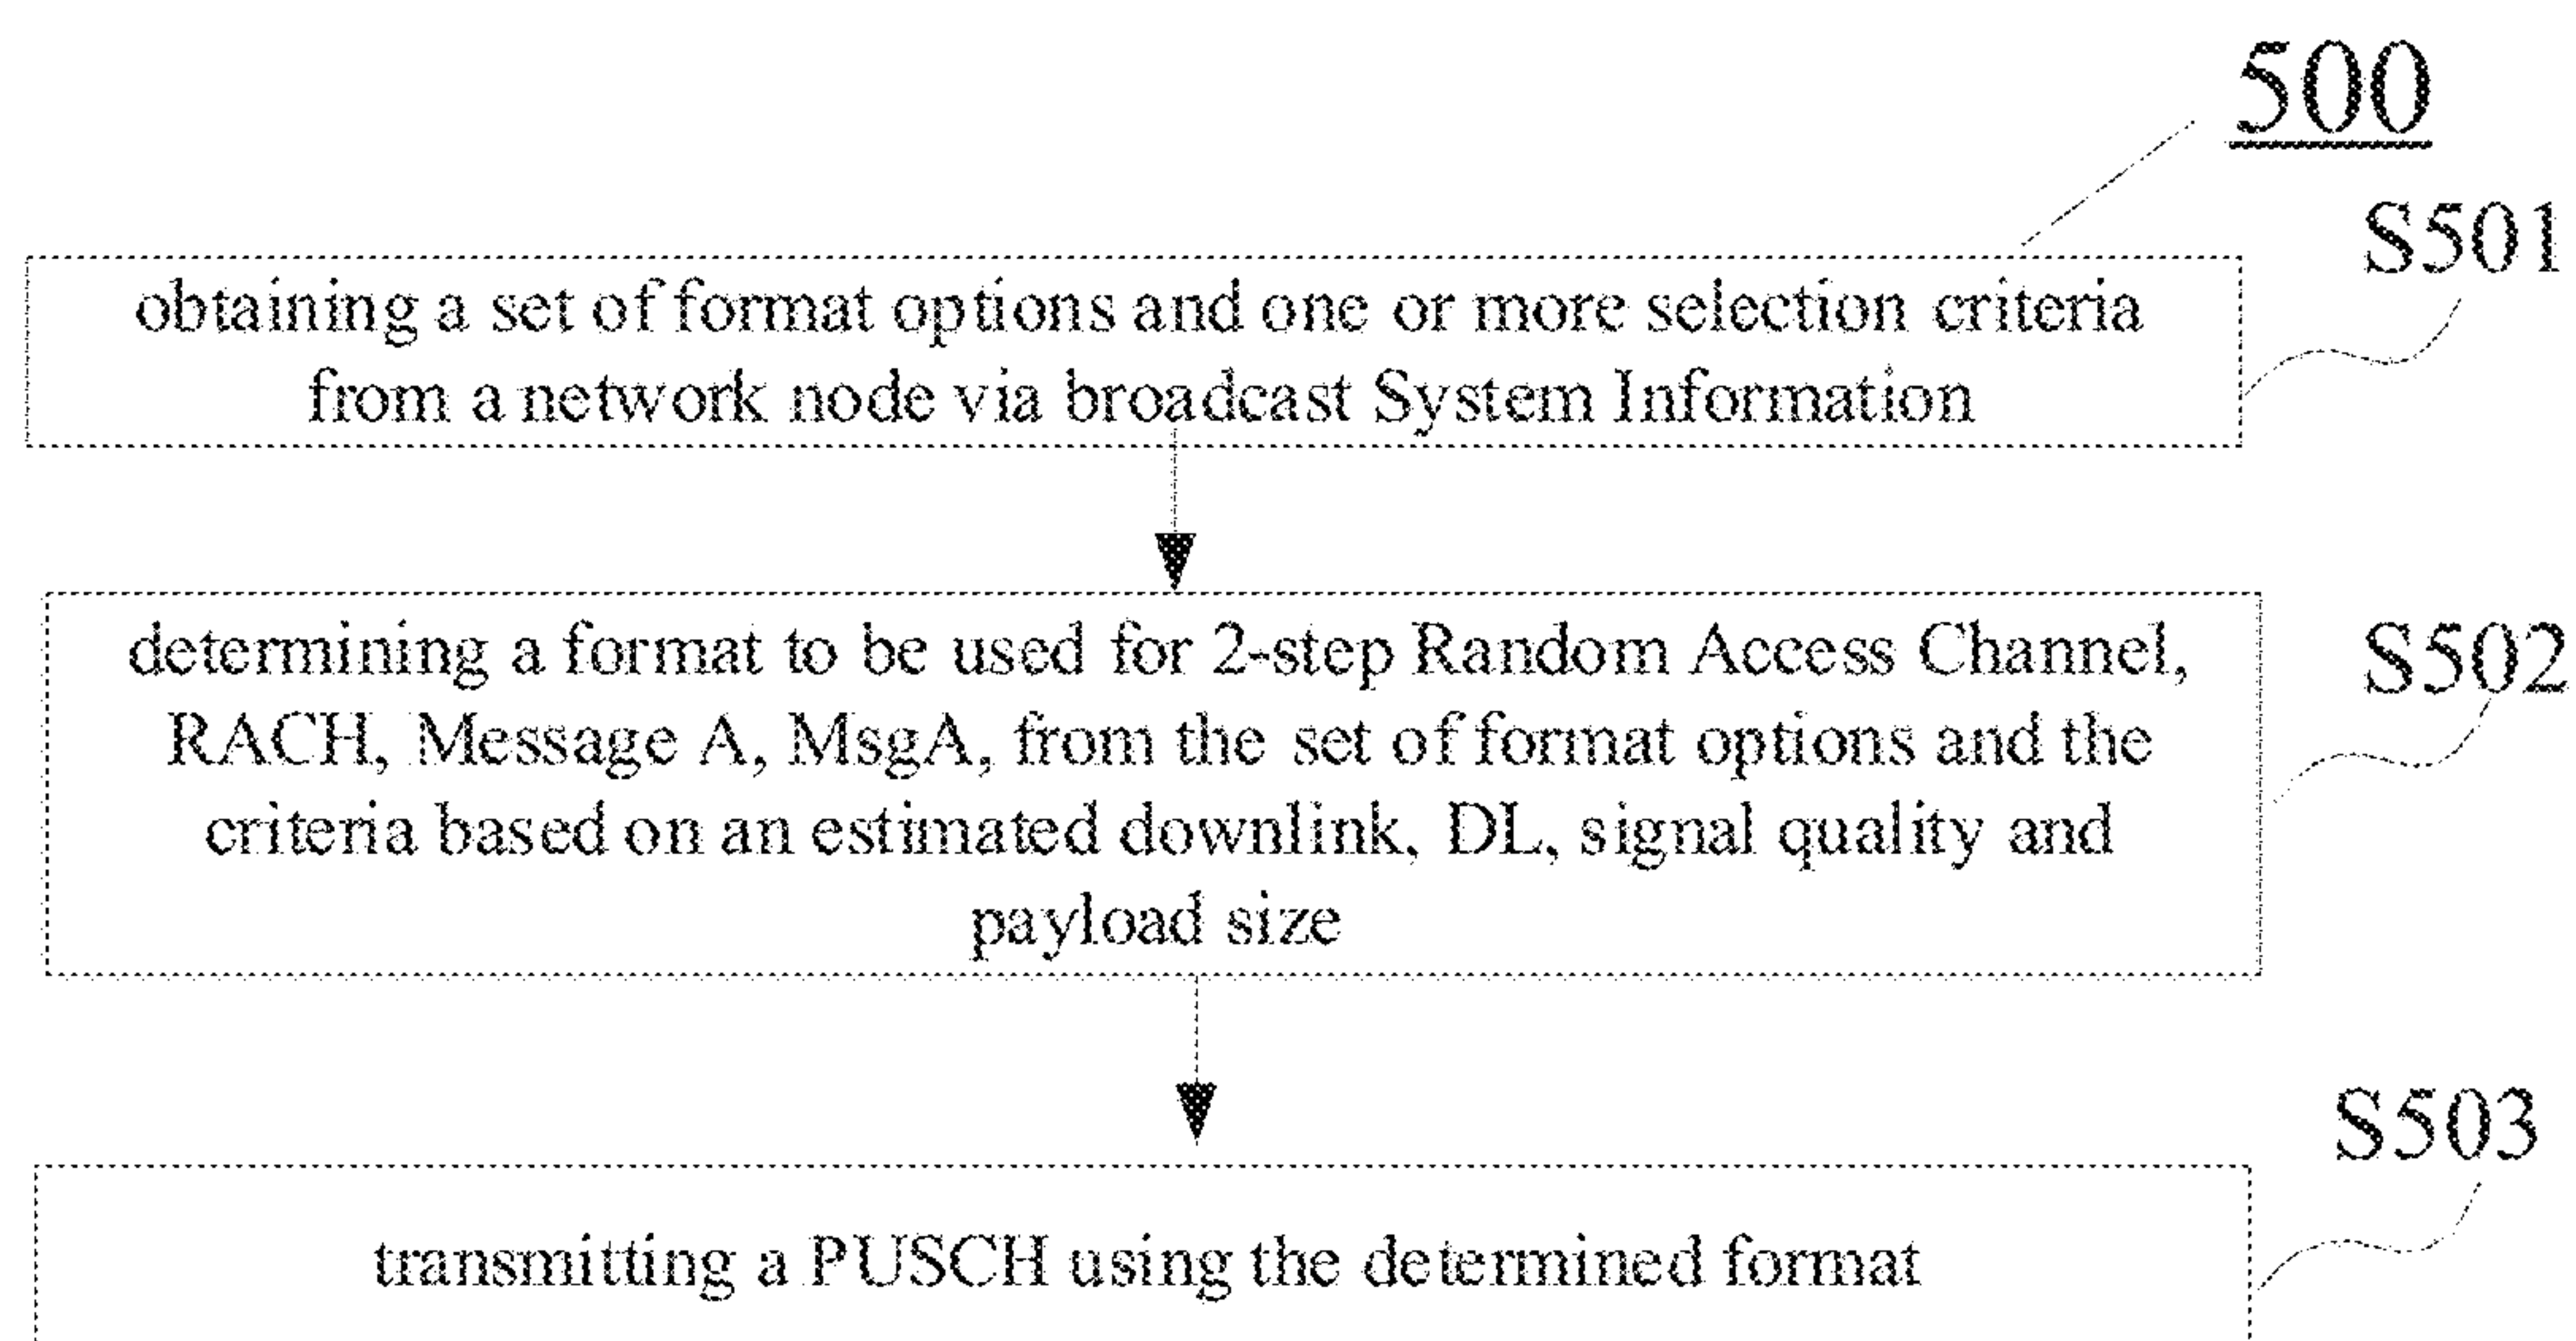 500
S501
obtaining a set of format options and one or more selection criteria
from a network node via broadcast System Information
S502
determining a format to be used for 2-step Random Access Channel,
RACH, Message A, MsgA, from the set of format options and the
criteria based on an estimated downlink, DL, signal quality and
payload size
S503
transmitting a PUSCH using the determined format